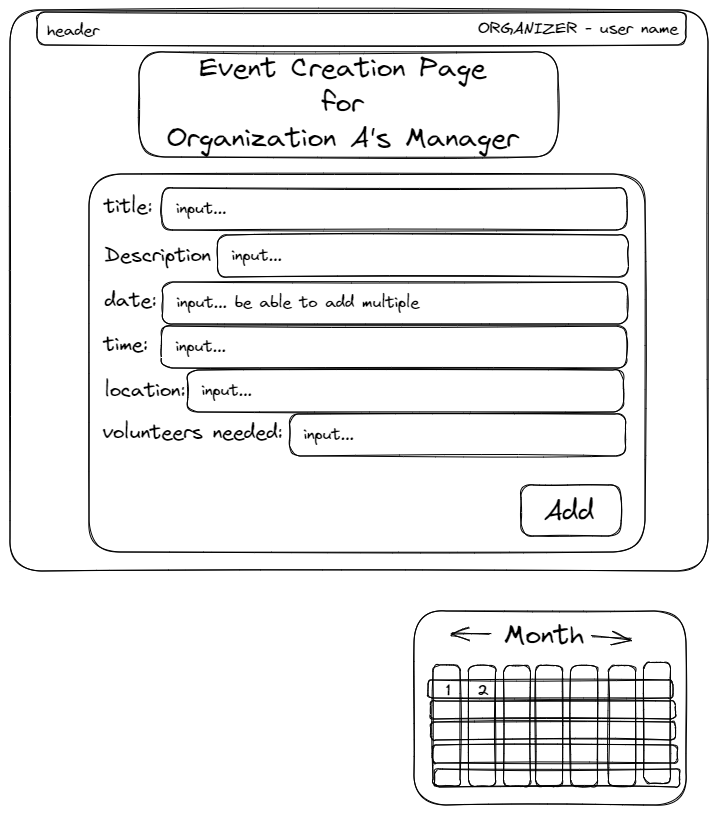 header ORGANIZER - user name
Event Creation Page
for
Organization A's Manager
title: input...
Description input...
date: input... be able to add multiple
time: input...
location: input...
volunteers needed: input...
Add
Month
1 2